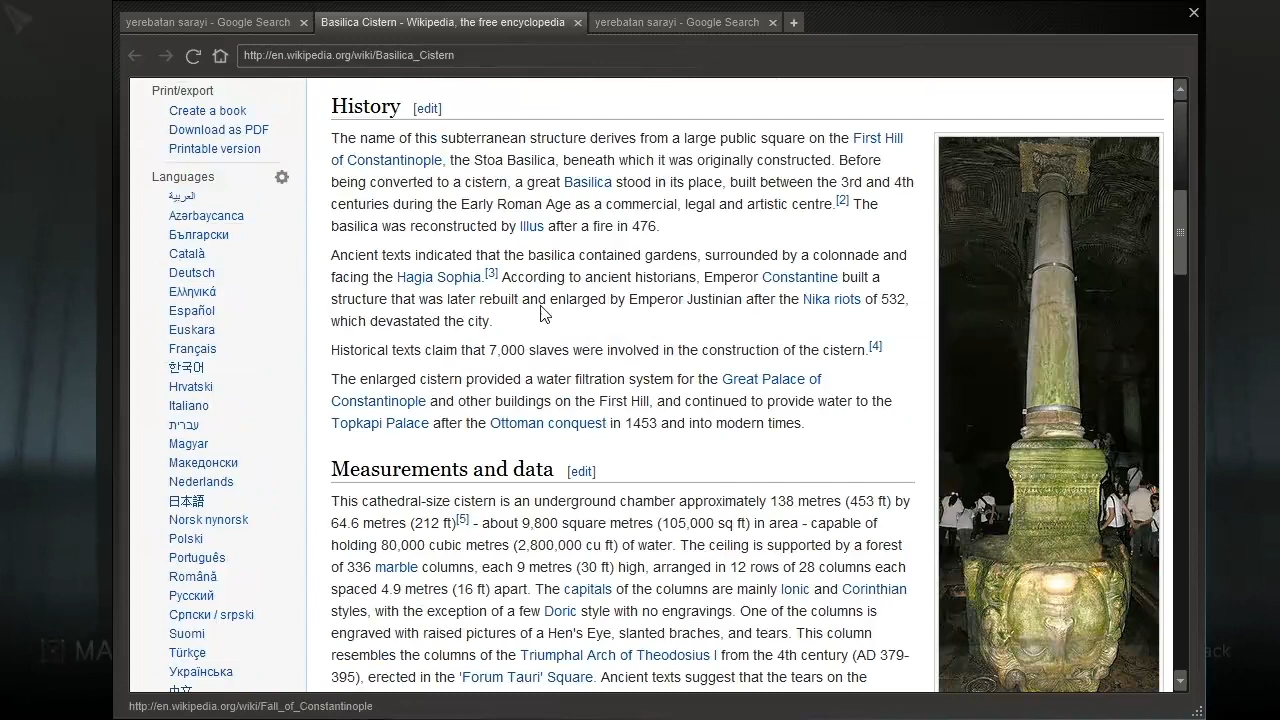 yerebatan sarayi - Google Search
Basilica Cistern - Wikipedia, the free encyclopedia
yerebatan sarayi - Google Search
http://en.wikipedia.org/wiki/Basilica_Cistern
Print/export
Create a book
Download as PDF
Printable version
Languages
العربية
Azərbaycanca
Български
Català
Deutsch
Ελληνικά
Español
Euskara
Français
한국어
Hrvatski
Italiano
עברית
Magyar
Македонски
Nederlands
日本語
Norsk nynorsk
Polski
Português
Română
Русский
Српски / srpski
Suomi
Türkçe
Українська
中文
History [edit]
The name of this subterranean structure derives from a large public square on the First Hill
of Constantinople, the Stoa Basilica, beneath which it was originally constructed. Before
being converted to a cistern, a great Basilica stood in its place, built between the 3rd and 4th
centuries during the Early Roman Age as a commercial, legal and artistic centre.[2] The
basilica was reconstructed by Illus after a fire in 476.
Ancient texts indicated that the basilica contained gardens, surrounded by a colonnade and
facing the Hagia Sophia.[3] According to ancient historians, Emperor Constantine built a
structure that was later rebuilt and enlarged by Emperor Justinian after the Nika riots of 532,
which devastated the city.
Historical texts claim that 7,000 slaves were involved in the construction of the cistern.[4]
The enlarged cistern provided a water filtration system for the Great Palace of
Constantinople and other buildings on the First Hill, and continued to provide water to the
Topkapi Palace after the Ottoman conquest in 1453 and into modern times.
Measurements and data [edit]
This cathedral-size cistern is an underground chamber approximately 138 metres (453 ft) by
64.6 metres (212 ft)[5] - about 9,800 square metres (105,000 sq ft) in area - capable of
holding 80,000 cubic metres (2,800,000 cu ft) of water. The ceiling is supported by a forest
of 336 marble columns, each 9 metres (30 ft) high, arranged in 12 rows of 28 columns each
spaced 4.9 metres (16 ft) apart. The capitals of the columns are mainly Ionic and Corinthian
styles, with the exception of a few Doric style with no engravings. One of the columns is
engraved with raised pictures of a Hen's Eye, slanted braches, and tears. This column
resembles the columns of the Triumphal Arch of Theodosius I from the 4th century (AD 379-
395), erected in the 'Forum Tauri' Square. Ancient texts suggest that the tears on the
MA
ck
http://en.wikipedia.org/wiki/Fall_of_Constantinople